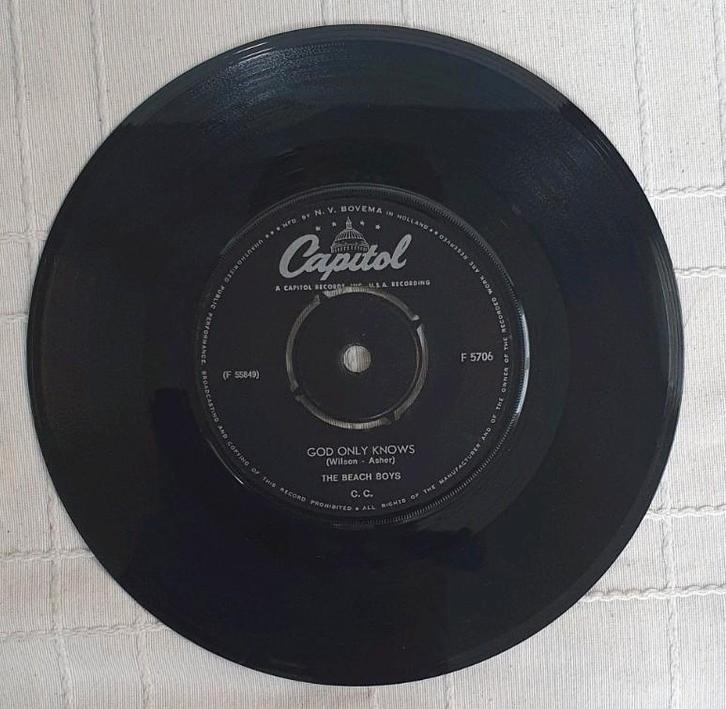 ★★ MFG. BY N. V. BOVEMA IN HOLLAND ★★ RESERVED
Capitol
A CAPITOL RECORDS, INC. U.S.A. RECORDING
F 5706
(F 55849)
GOD ONLY KNOWS
(Wilson - Asher)
THE BEACH BOYS
C. C.
UNAUTHORISED PUBLIC PERFORMANCE, BROADCASTING AND COPYING OF THIS RECORD PROHIBITED ★ ALL RIGHTS OF THE MANUFACTURER AND OF THE OWNER OF THE RECORDED WORK ARE